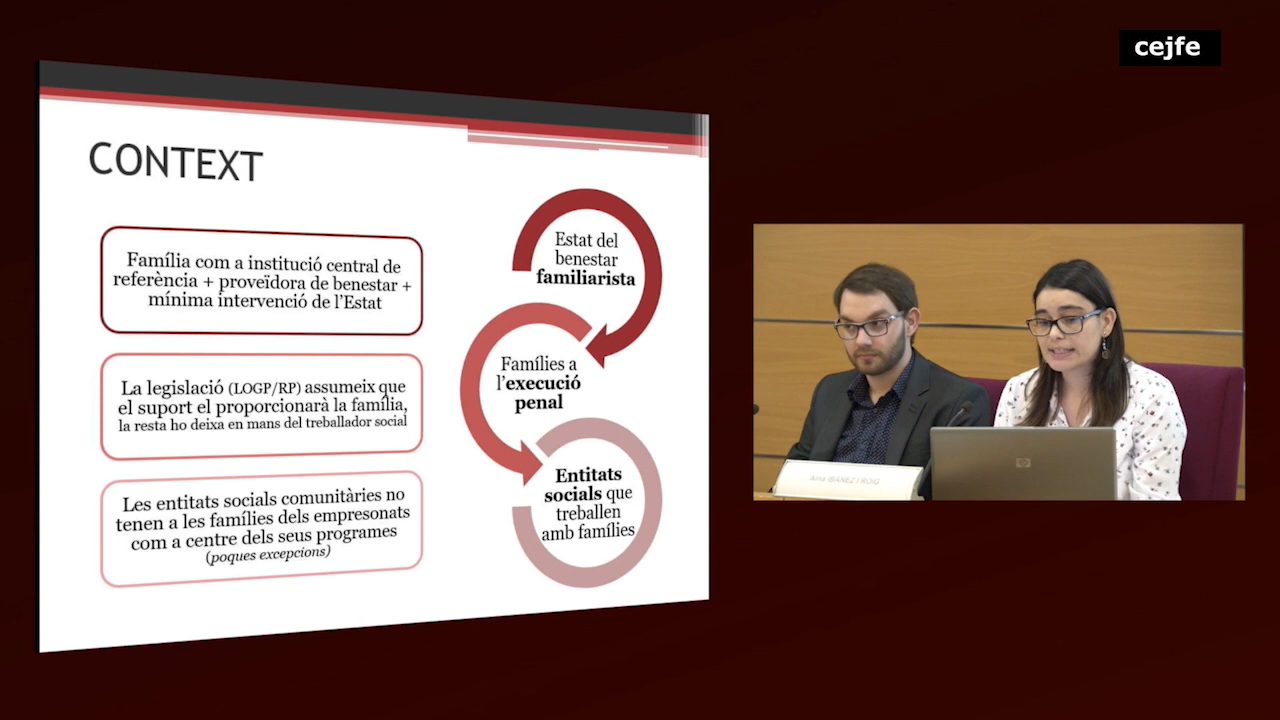 cejfe
CONTEXT
Família com a institució central de
referència + proveïdora de benestar +
mínima intervenció de l'Estat
Estat del
benestar
familiarista
La legislació (LOGP/RP) assumeix que
el suport el proporcionarà la família,
la resta ho deixa en mans del treballador social
Famílies a
l'execució
penal
Les entitats socials comunitàries no
tenen a les famílies dels empresonats
com a centre dels seus programes
(poques excepcions)
Entitats
socials que
treballen
amb famílies
IBÁÑEZ I ROIG
hp